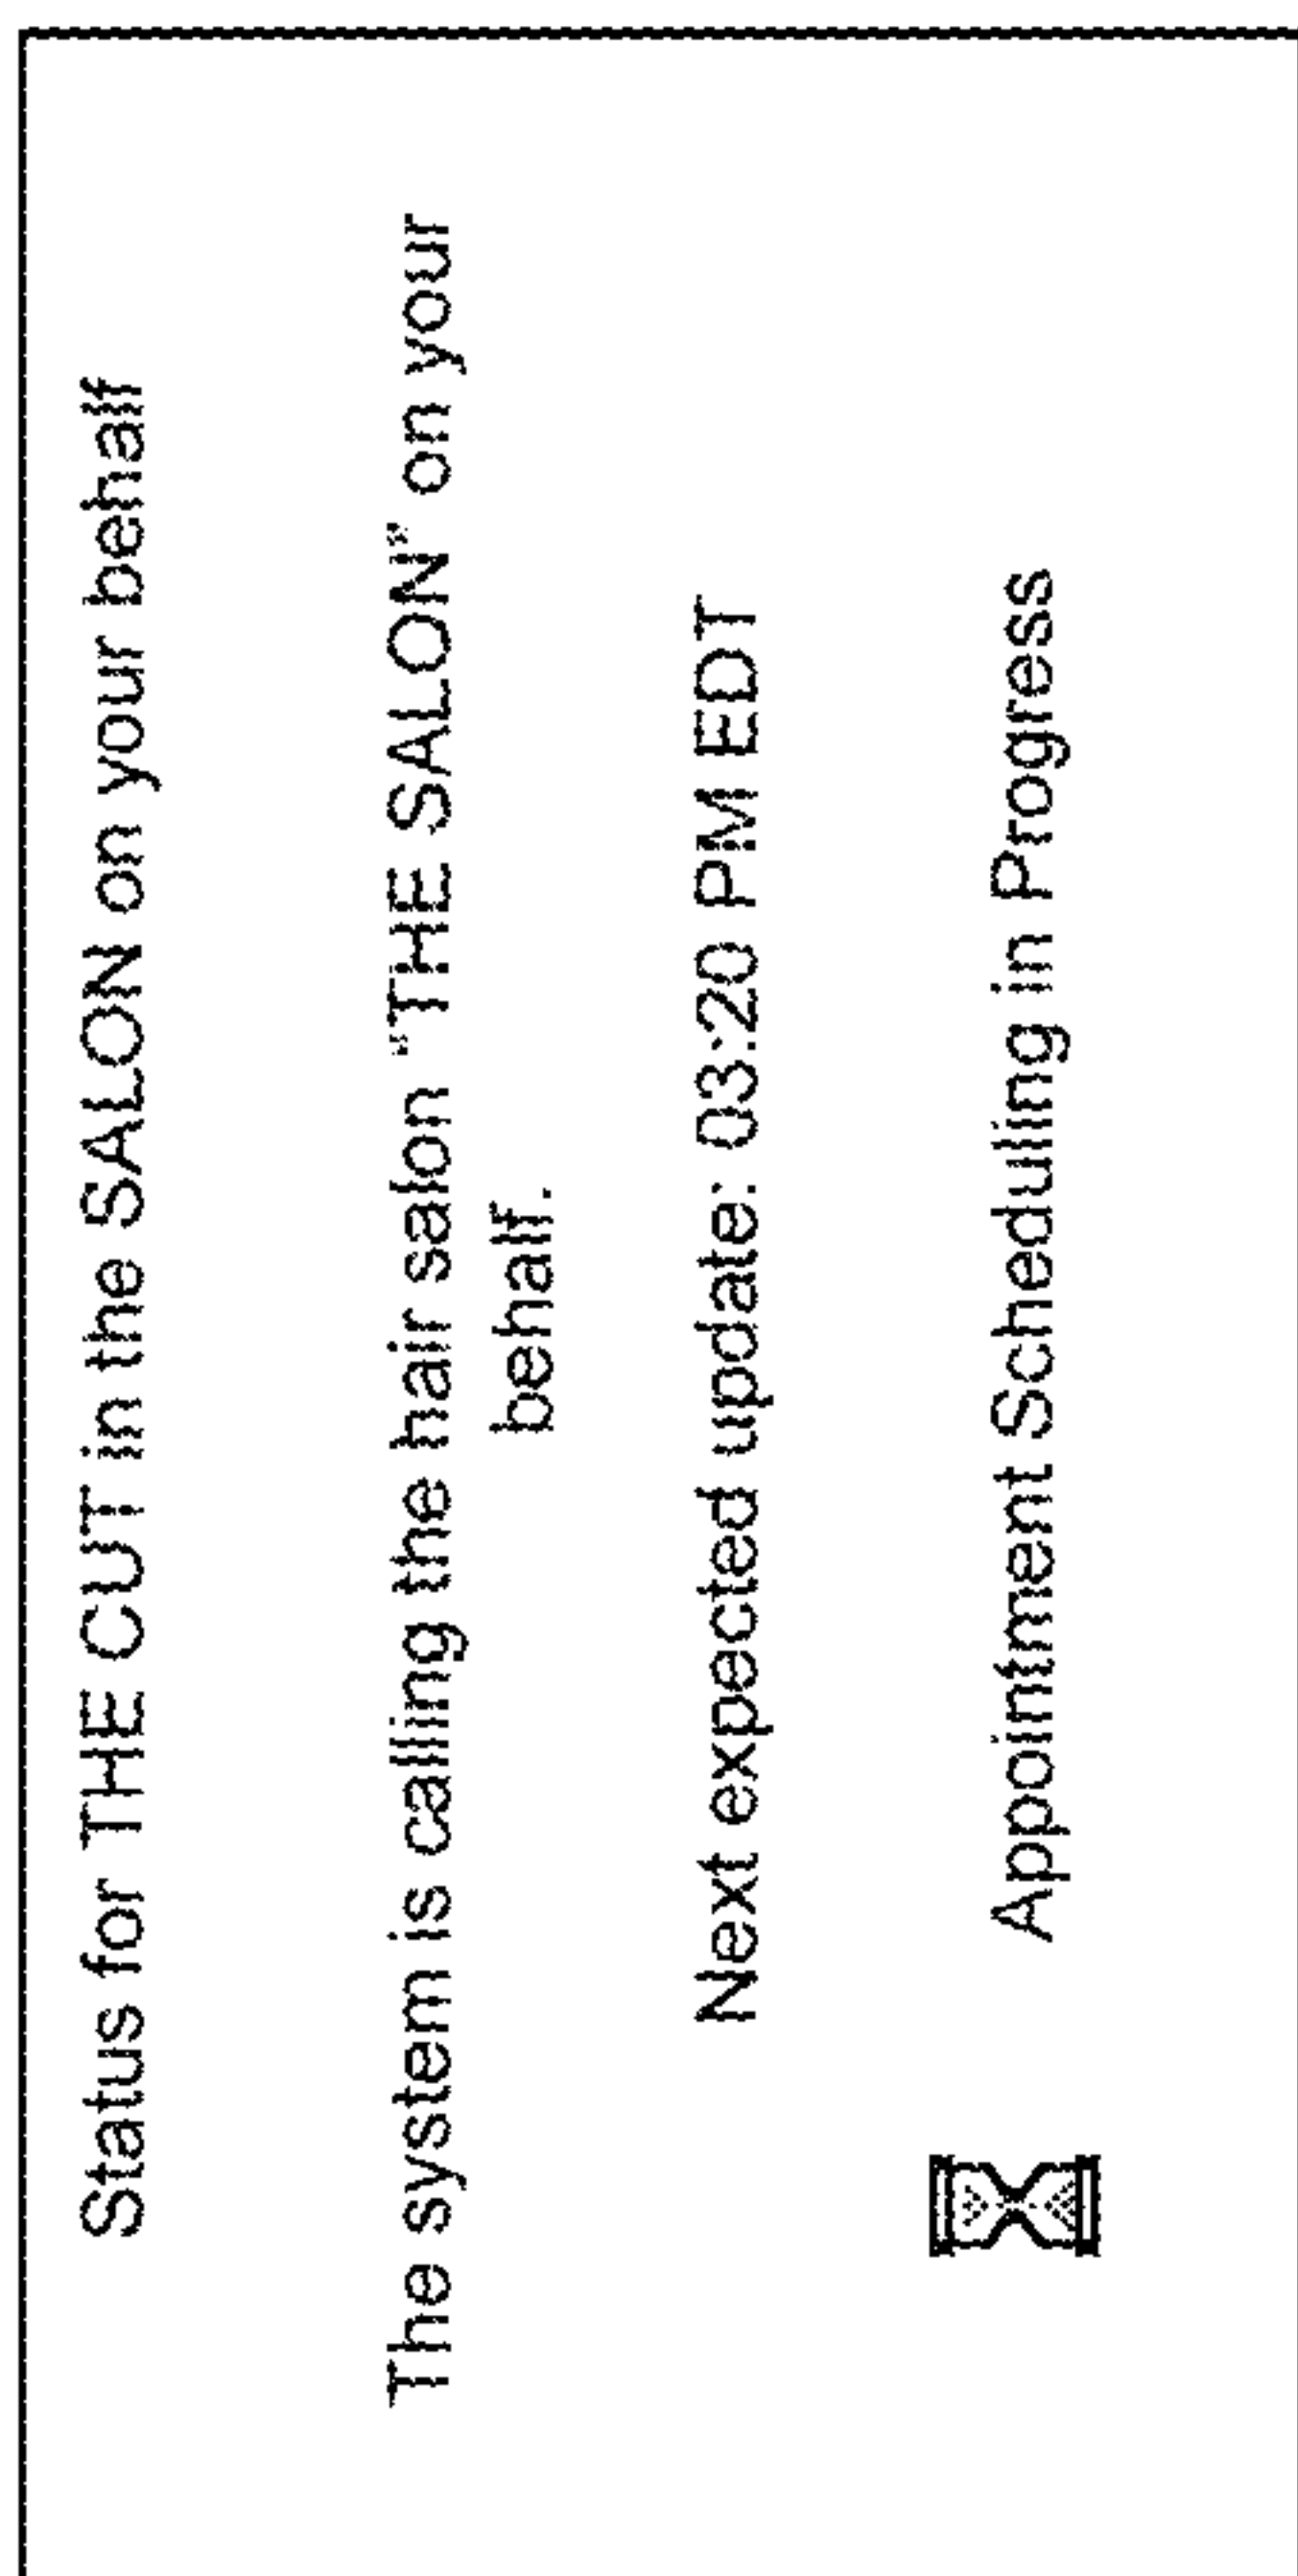 Status for THE CUT in the SALON on your behalf
The system is calling the hair salon “THE SALON” on your
behalf.
Next expected update: 03:20 PM EDT
Appointment Scheduling in Progress